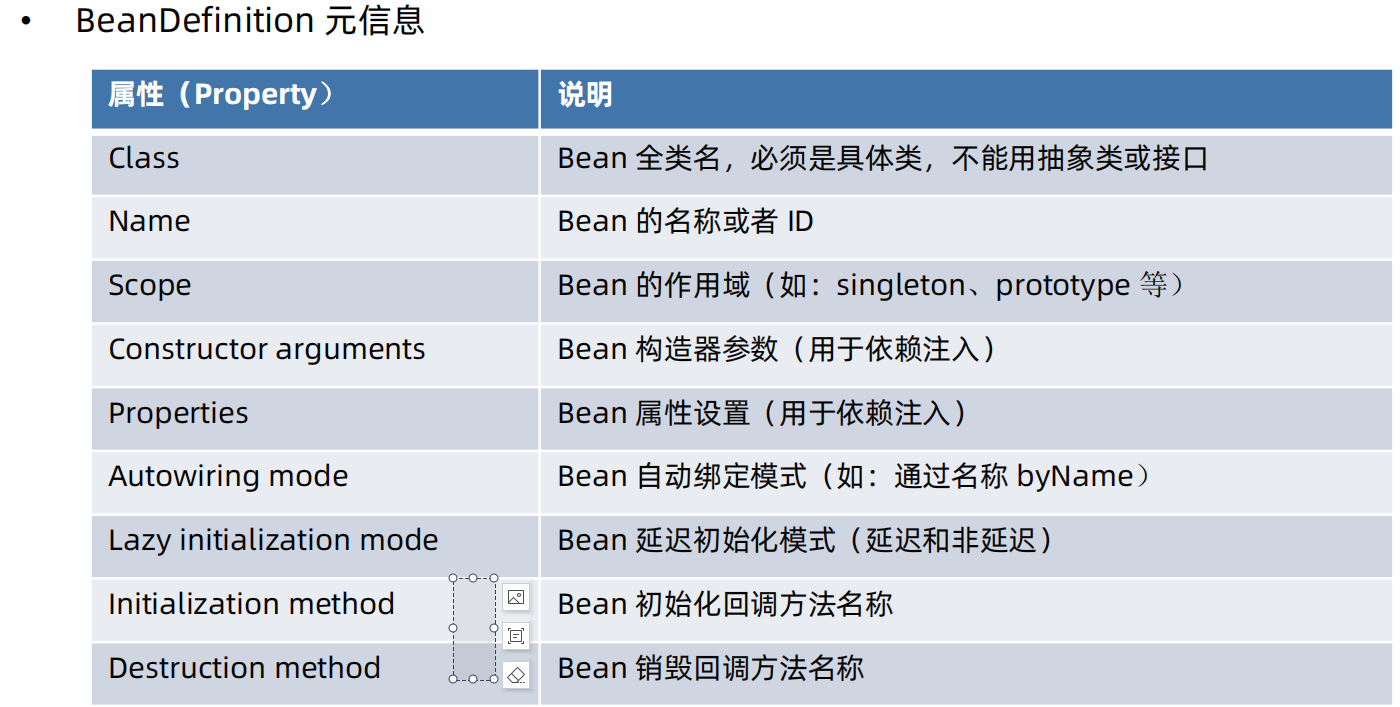 • BeanDefinition 元信息
属性（Property） 说明
Class Bean 全类名，必须是具体类，不能用抽象类或接口
Name Bean 的名称或者 ID
Scope Bean 的作用域（如：singleton、prototype 等）
Constructor arguments Bean 构造器参数（用于依赖注入）
Properties Bean 属性设置（用于依赖注入）
Autowiring mode Bean 自动绑定模式（如：通过名称 byName）
Lazy initialization mode Bean 延迟初始化模式（延迟和非延迟）
Initialization method Bean 初始化回调方法名称
Destruction method Bean 销毁回调方法名称